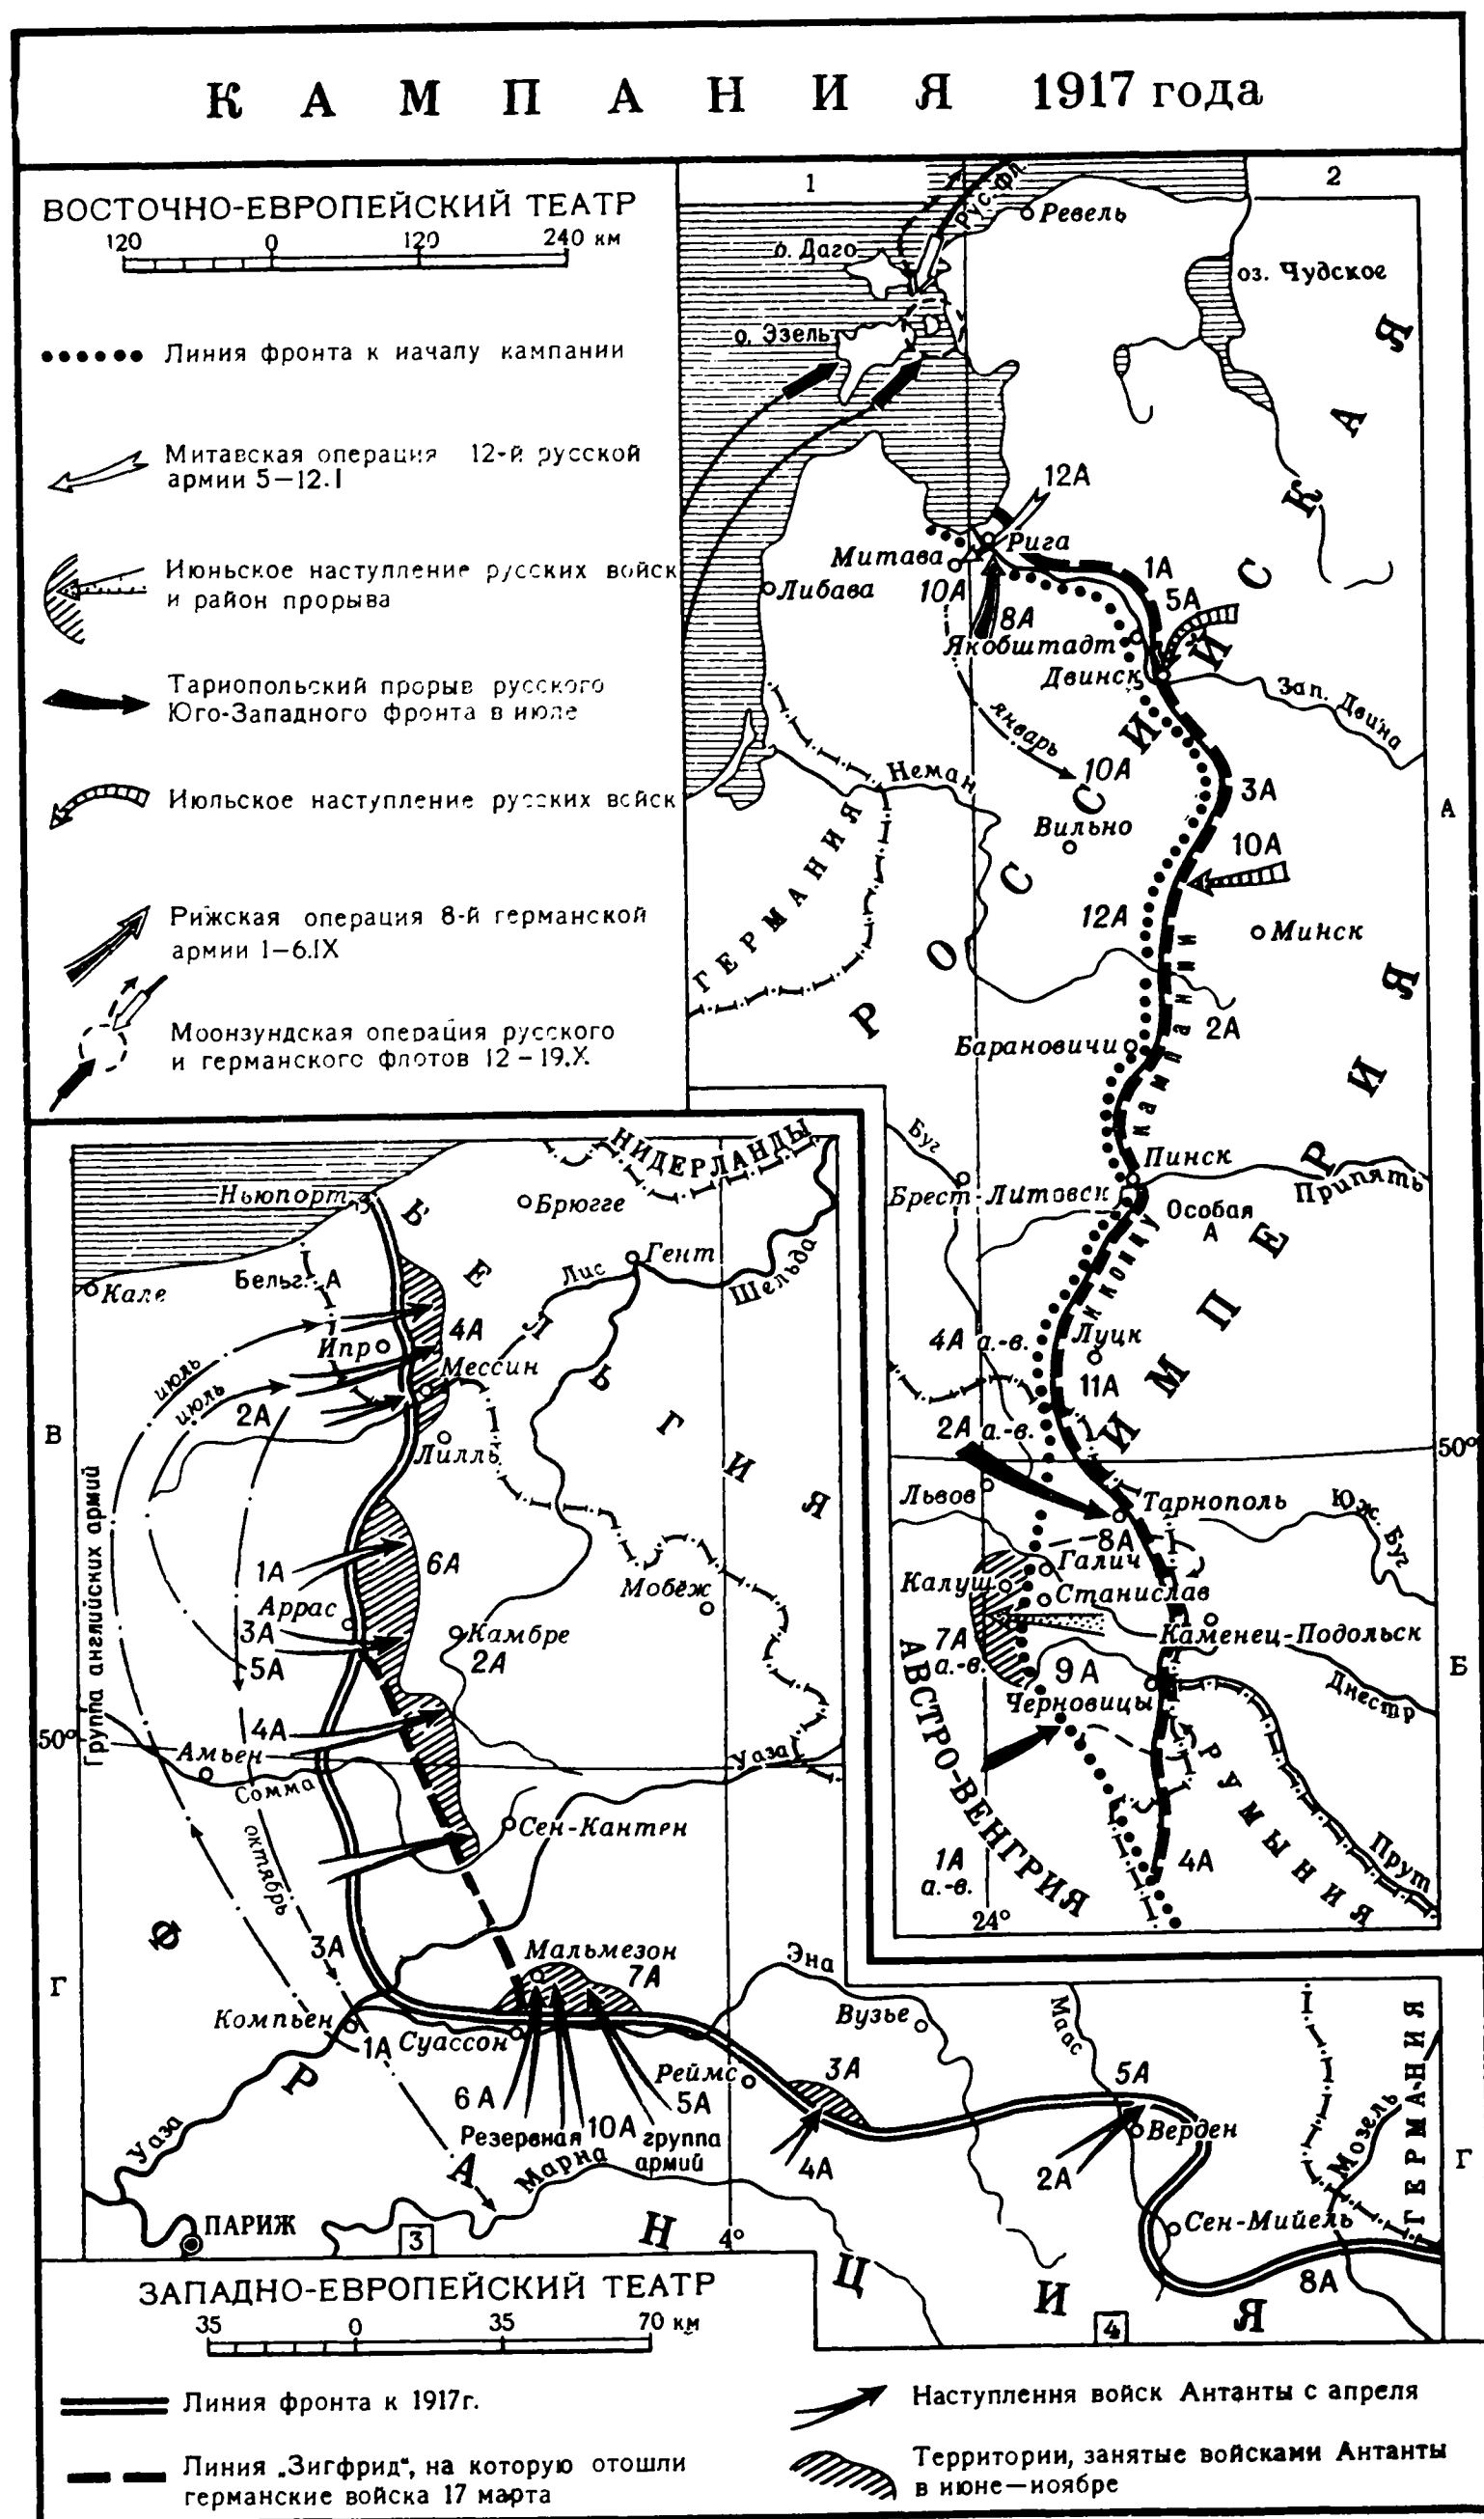 КАМПАНИЯ 1917 года
ВОСТОЧНО-ЕВРОПЕЙСКИЙ ТЕАТР
120 0 120 240 км
Линия фронта к началу кампании
Митавская операция 12-й русской
армии 5–12.I
Июньское наступление русских войск
и район прорыва
Тарнопольский прорыв русского
Юго-Западного фронта в июле
Июльское наступление русских войск
Рижская операция 8-й германской
армии 1–6.IX
Моонзундская операция русского
и германского флотов 12–19.X
1
2
Рус. Фл.
Ревель
о. Даго
оз. Чудское
о. Эзель
12А
Рига
Митава
Либава
10А
1А
5А
8А
Якобштадт
Двинск
Зап. Двина
январь
10А
Неман
3А
А
Вильно
10А
ГЕРМАНИЯ
12А
Минск
РОССИЙСКАЯ
ИМПЕРИЯ
2А
Барановичи
к концу кампании
Буг
Пинск
Брест-Литовск
Припять
Особая
А
4А а.-в.
Луцк
11А
2А а.-в.
50°
Львов
Тарнополь
Юж. Буг
8А
Галич
Калуш
Станислав
Каменец-Подольск
7А
а.-в.
9А
Б
Днестр
Черновицы
АВСТРО-ВЕНГРИЯ
РУМЫНИЯ
Прут
1А
а.-в.
4А
24°
НИДЕРЛАНДЫ
Ньюпорт
Брюгге
БЕЛЬГИЯ
Гент
Бельг. А
Лис
Шельда
Кале
4А
Ипр
Мессин
июль
июль
2А
В
Лилль
Группа английских армий
1А
6А
Аррас
Мобёж
3А
Камбре
5А
2А
4А
50°
Амьен
Уаза
Сомма
Сен-Кантен
октябрь
ФРАНЦИЯ
3А
Мальмезон
7А
Эна
Г
Компьен
Вузье
Маас
1А
Суассон
Реймс
3А
5А
6А
5А
Резервная 10А группа
армий
Верден
Мозель
ГЕРМАНИЯ
Уаза
Марна
4А
2А
Г
ПАРИЖ
3
4°
Сен-Мийель
8А
4
ЗАПАДНО-ЕВРОПЕЙСКИЙ ТЕАТР
35 0 35 70 км
Линия фронта к 1917г.
Наступления войск Антанты с апреля
Линия „Зигфрид“, на которую отошли
германские войска 17 марта
Территории, занятые войсками Антанты
в июне—ноябре